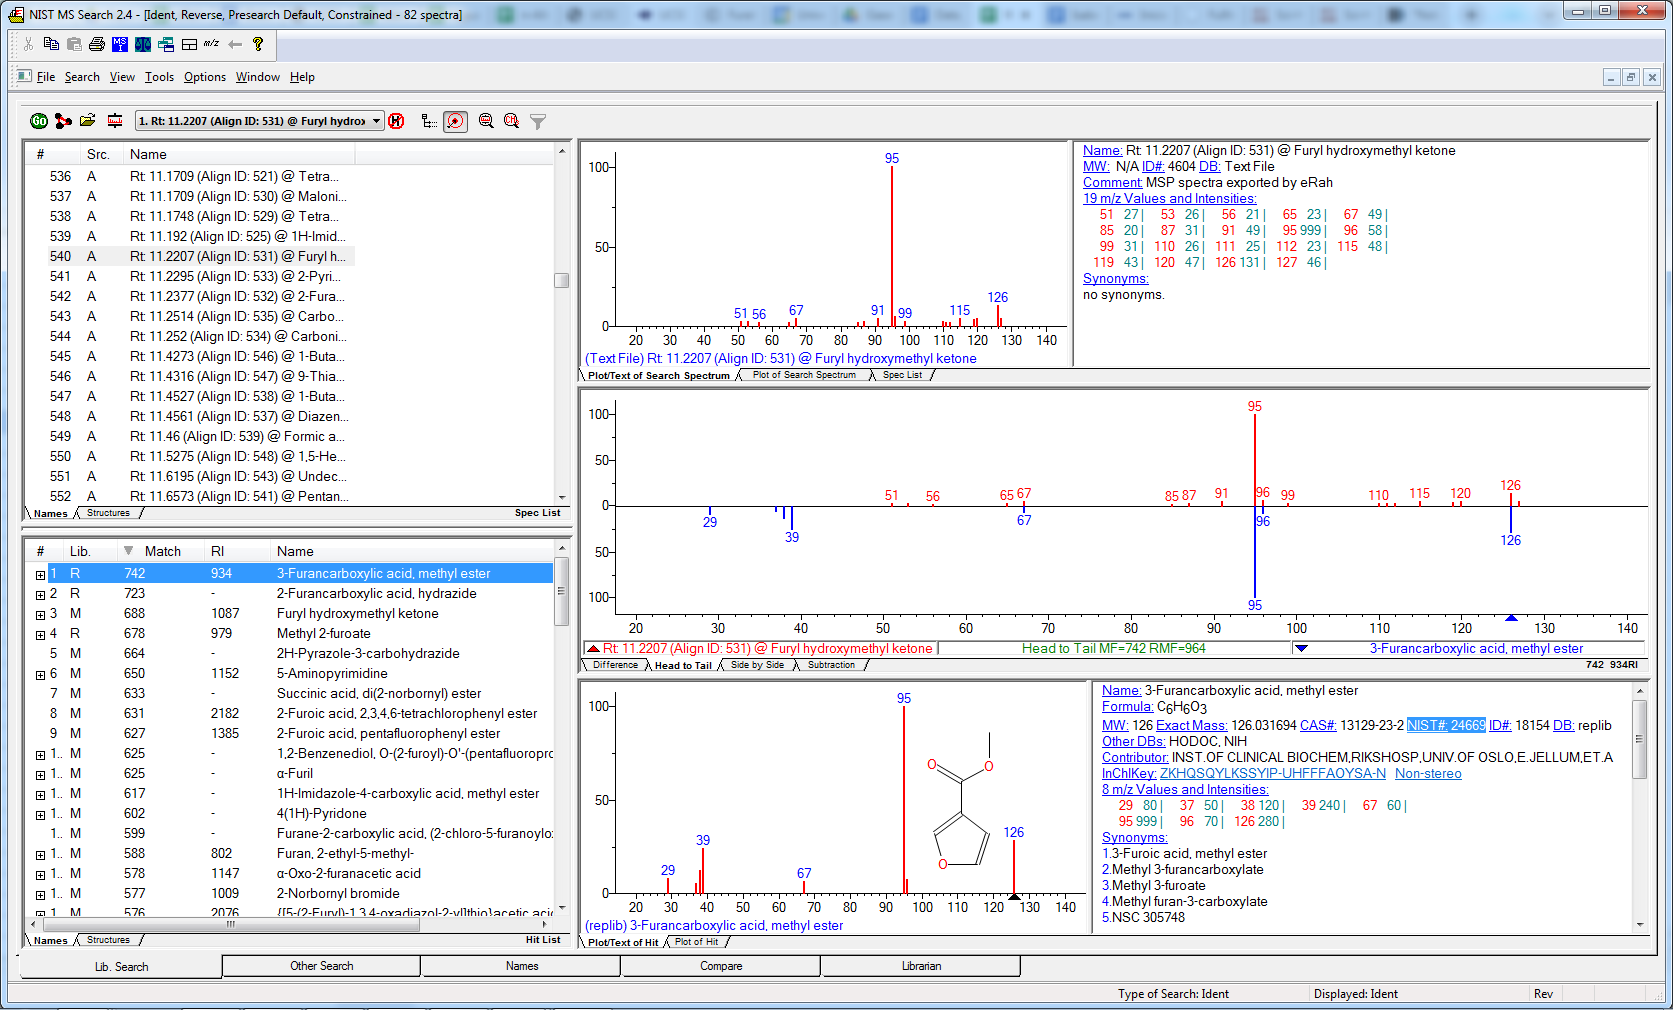 NIST MS Search 2.4 - [Ident, Reverse, Presearch Default, Constrained - 82 spectra]
MS
m/z
File Search View Tools Options Window Help
GO
1. Rt: 11.2207 (Align ID: 531) @ Furyl hydrox
# Src. Name
536 A Rt: 11.1709 (Align ID: 521) @ Tetra...
537 A Rt: 11.1709 (Align ID: 530) @ Maloni...
538 A Rt: 11.1748 (Align ID: 529) @ Tetra...
539 A Rt: 11.192 (Align ID: 525) @ 1H-Imid...
540 A Rt: 11.2207 (Align ID: 531) @ Furyl h...
541 A Rt: 11.2295 (Align ID: 533) @ 2-Pyri...
542 A Rt: 11.2377 (Align ID: 532) @ 2-Fura...
543 A Rt: 11.2514 (Align ID: 535) @ Carbo...
544 A Rt: 11.252 (Align ID: 534) @ Carboni...
545 A Rt: 11.4273 (Align ID: 546) @ 1-Buta...
546 A Rt: 11.4316 (Align ID: 547) @ 9-Thia...
547 A Rt: 11.4527 (Align ID: 538) @ 1-Buta...
548 A Rt: 11.4561 (Align ID: 537) @ Diazen...
549 A Rt: 11.46 (Align ID: 539) @ Formic a...
550 A Rt: 11.5275 (Align ID: 548) @ 1,5-He...
551 A Rt: 11.6195 (Align ID: 543) @ Undec...
552 A Rt: 11.6573 (Align ID: 541) @ Pentan...
Names Structures Spec List
# Lib. Match RI Name
1 R 742 934 3-Furancarboxylic acid, methyl ester
2 R 723 - 2-Furancarboxylic acid, hydrazide
3 M 688 1087 Furyl hydroxymethyl ketone
4 R 678 979 Methyl 2-furoate
5 M 664 - 2H-Pyrazole-3-carbohydrazide
6 M 650 1152 5-Aminopyrimidine
7 M 633 - Succinic acid, di(2-norbornyl) ester
8 M 631 2182 2-Furoic acid, 2,3,4,6-tetrachlorophenyl ester
9 M 627 1385 2-Furoic acid, pentafluorophenyl ester
1.. M 625 - 1,2-Benzenediol, O-(2-furoyl)-O'-(pentafluoropro
1.. M 625 - α-Furil
1.. M 617 - 1H-Imidazole-4-carboxylic acid, methyl ester
1.. M 602 - 4(1H)-Pyridone
1.. M 599 - Furane-2-carboxylic acid, (2-chloro-5-furanoylo
1.. M 588 802 Furan, 2-ethyl-5-methyl-
1.. M 578 1147 α-Oxo-2-furanacetic acid
1.. M 577 1009 2-Norbornyl bromide
1.. M 576 2076 {[5-(2-Furyl)-1,3,4-oxadiazol-2-yl]thio}acetic acid
Names Structures Hit List
100
50
0
95
51 56 67 91 99 115 126
20 30 40 50 60 70 80 90 100 110 120 130 140
(Text File) Rt: 11.2207 (Align ID: 531) @ Furyl hydroxymethyl ketone
Plot/Text of Search Spectrum Plot of Search Spectrum Spec List
Name: Rt: 11.2207 (Align ID: 531) @ Furyl hydroxymethyl ketone
MW: N/A ID#: 4604 DB: Text File
Comment: MSP spectra exported by eRah
19 m/z Values and Intensities:
51 27| 53 26| 56 21| 65 23| 67 49|
85 20| 87 31| 91 49| 95 999| 96 58|
99 31| 110 26| 111 25| 112 23| 115 48|
119 43| 120 47| 126 131| 127 46|
Synonyms:
no synonyms.
100
50
0
50
100
95
51 56 65 67 85 87 91 96 99 110 115 120 126
29 39 67 96 126
95
20 30 40 50 60 70 80 90 100 110 120 130 140
Rt: 11.2207 (Align ID: 531) @ Furyl hydroxymethyl ketone Head to Tail MF=742 RMF=964 3-Furancarboxylic acid, methyl ester
Difference Head to Tail Side by Side Subtraction 742 934RI
100
50
0
95
29 39 67 126
O O
O
20 30 40 50 60 70 80 90 100 110 120 130 140
(replib) 3-Furancarboxylic acid, methyl ester
Plot/Text of Hit Plot of Hit
Name: 3-Furancarboxylic acid, methyl ester
Formula: C6H6O3
MW: 126 Exact Mass: 126.031694 CAS#: 13129-23-2 NIST#: 24669 ID#: 18154 DB: replib
Other DBs: HODOC, NIH
Contributor: INST.OF CLINICAL BIOCHEM,RIKSHOSP,UNIV.OF OSLO,E.JELLUM,ET.A
InChIKey: ZKHQSQYLKSSYIP-UHFFFAOYSA-N Non-stereo
8 m/z Values and Intensities:
29 80| 37 50| 38 120| 39 240| 67 60|
95 999| 96 70| 126 280|
Synonyms:
1.3-Furoic acid, methyl ester
2.Methyl 3-furancarboxylate
3.Methyl 3-furoate
4.Methyl furan-3-carboxylate
5.NSC 305748
Lib. Search Other Search Names Compare Librarian
Type of Search: Ident Displayed: Ident Rev